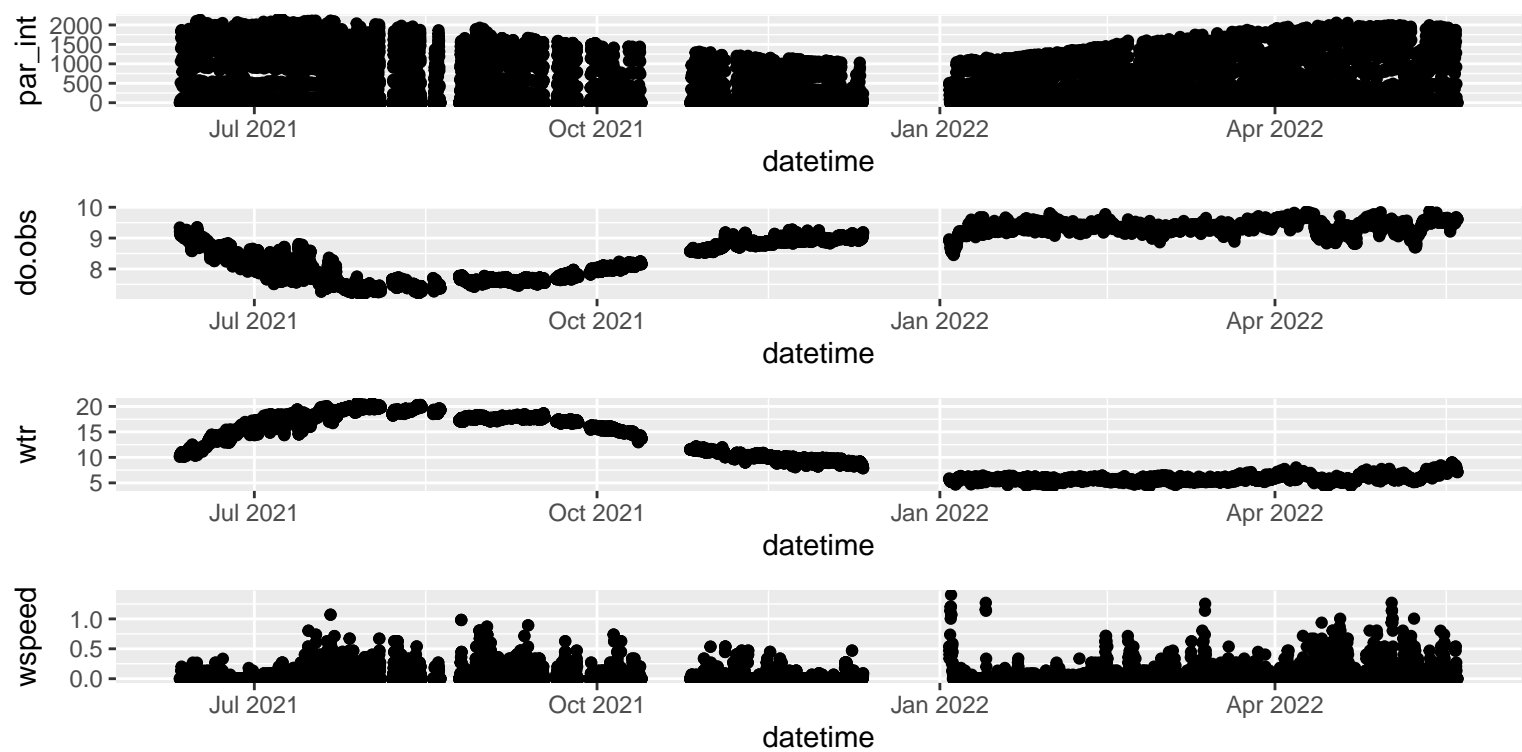 par_int
2000
1500
1000
500
0
Jul 2021 Oct 2021 Jan 2022 Apr 2022
datetime
do.obs
10
9
8
Jul 2021 Oct 2021 Jan 2022 Apr 2022
datetime
wtr
20
15
10
5
Jul 2021 Oct 2021 Jan 2022 Apr 2022
datetime
wspeed
1.0
0.5
0.0
Jul 2021 Oct 2021 Jan 2022 Apr 2022
datetime